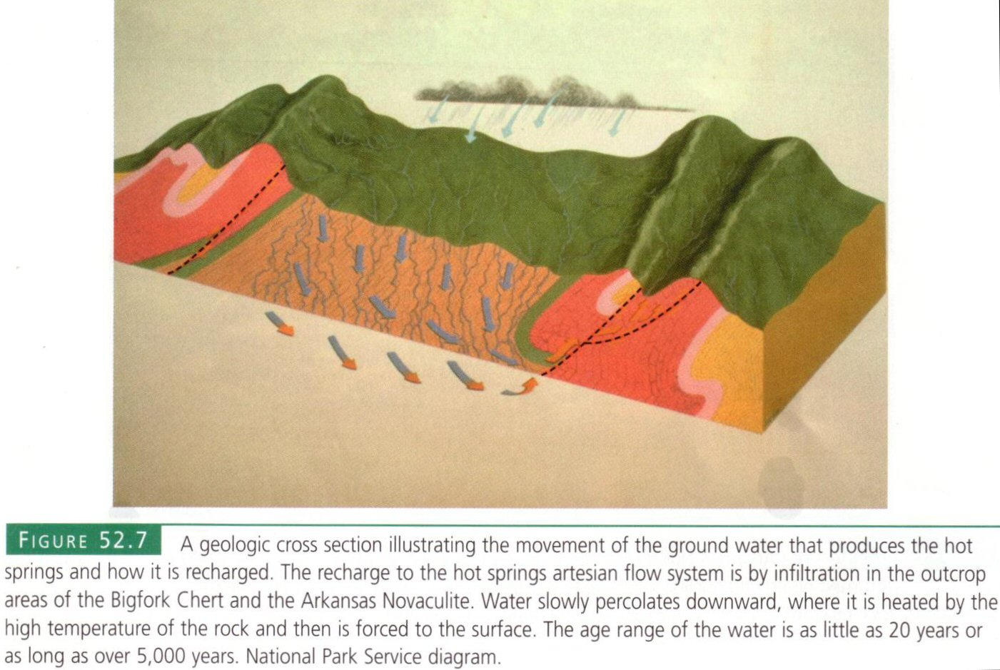 FIGURE 52.7 A geologic cross section illustrating the movement of the ground water that produces the hot
springs and how it is recharged. The recharge to the hot springs artesian flow system is by infiltration in the outcrop
areas of the Bigfork Chert and the Arkansas Novaculite. Water slowly percolates downward, where it is heated by the
high temperature of the rock and then is forced to the surface. The age range of the water is as little as 20 years or
as long as over 5,000 years. National Park Service diagram.